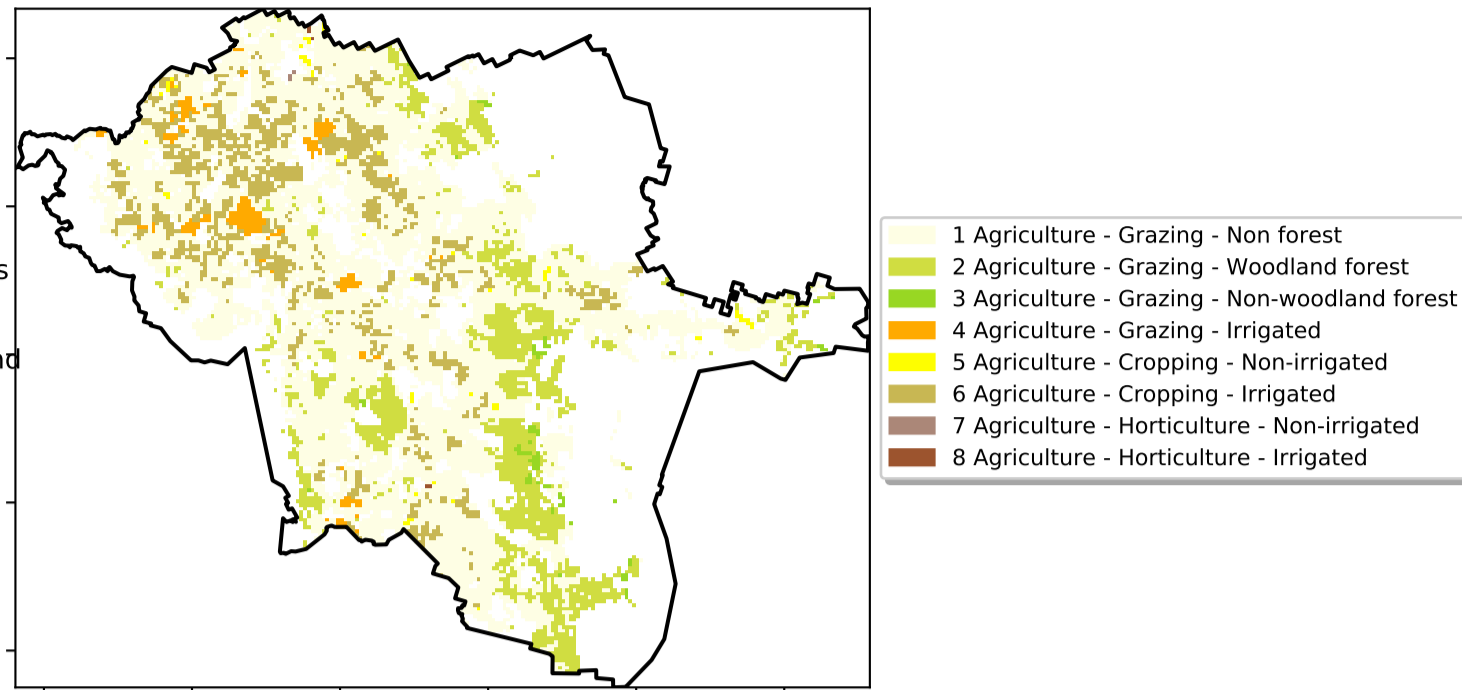 1 Agriculture - Grazing - Non forest
2 Agriculture - Grazing - Woodland forest
3 Agriculture - Grazing - Non-woodland forest
4 Agriculture - Grazing - Irrigated
5 Agriculture - Cropping - Non-irrigated
6 Agriculture - Cropping - Irrigated
7 Agriculture - Horticulture - Non-irrigated
8 Agriculture - Horticulture - Irrigated